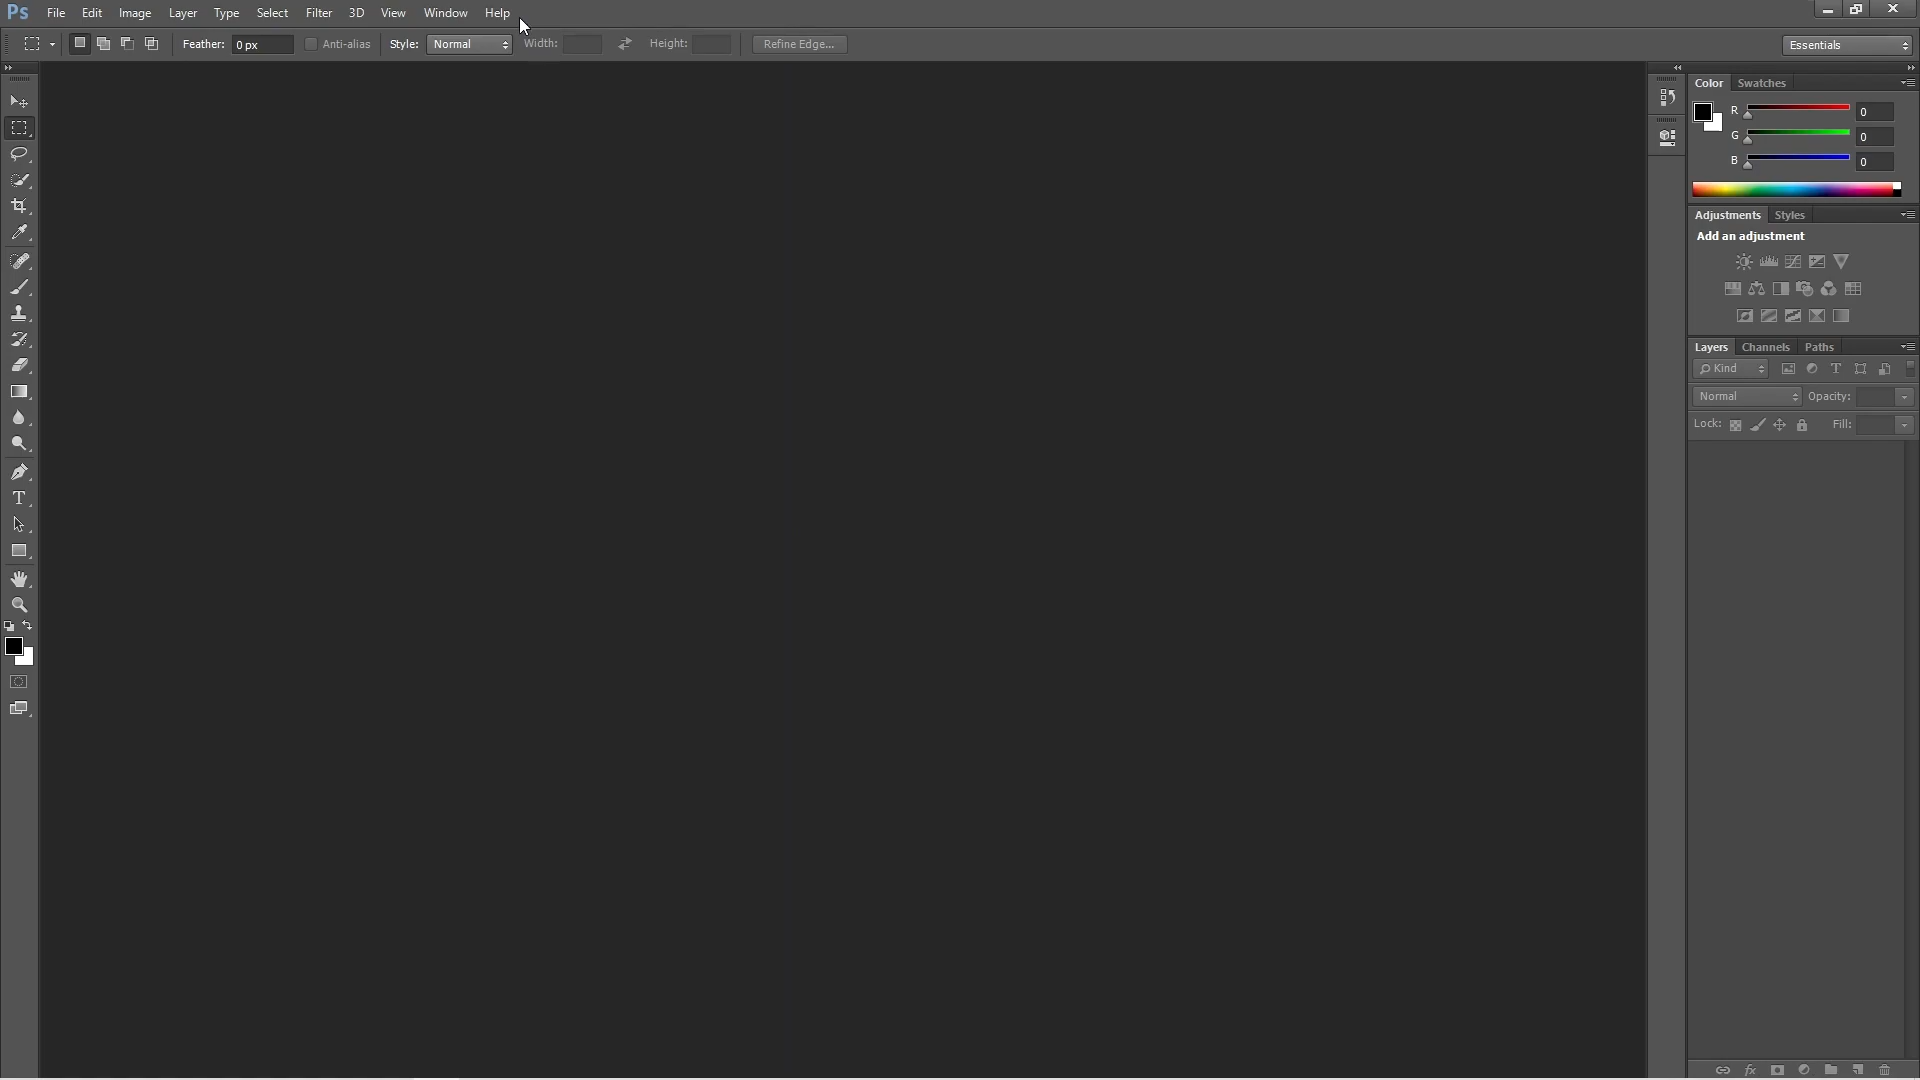 Ps File Edit Image Layer Type Select Filter 3D View Window Help
Feather: 0 px Anti-alias Style: Normal Width: Height: Refine Edge... Essentials
Color Swatches
R 0
G 0
B 0
Adjustments Styles
Add an adjustment
Layers Channels Paths
Kind T
Normal Opacity:
Lock: Fill:
T
fx